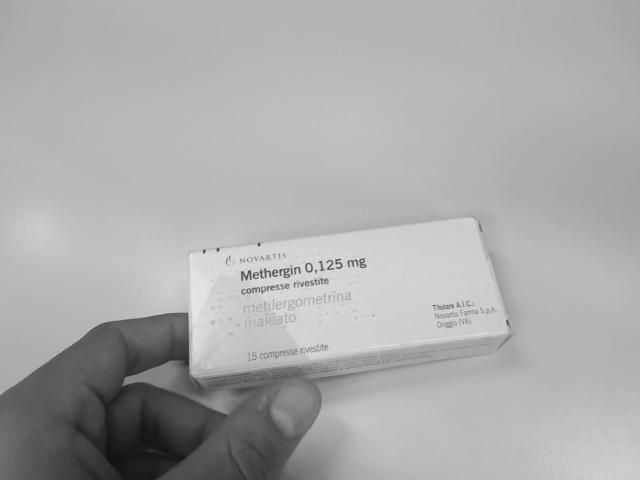 NOVARTIS
Methergin 0,125 mg
compresse rivestite
metilergometrina
maleato
15 compresse rivestite
Titolare A.I.C.:
Novartis Farma S.p.A.
Origgio (VA)